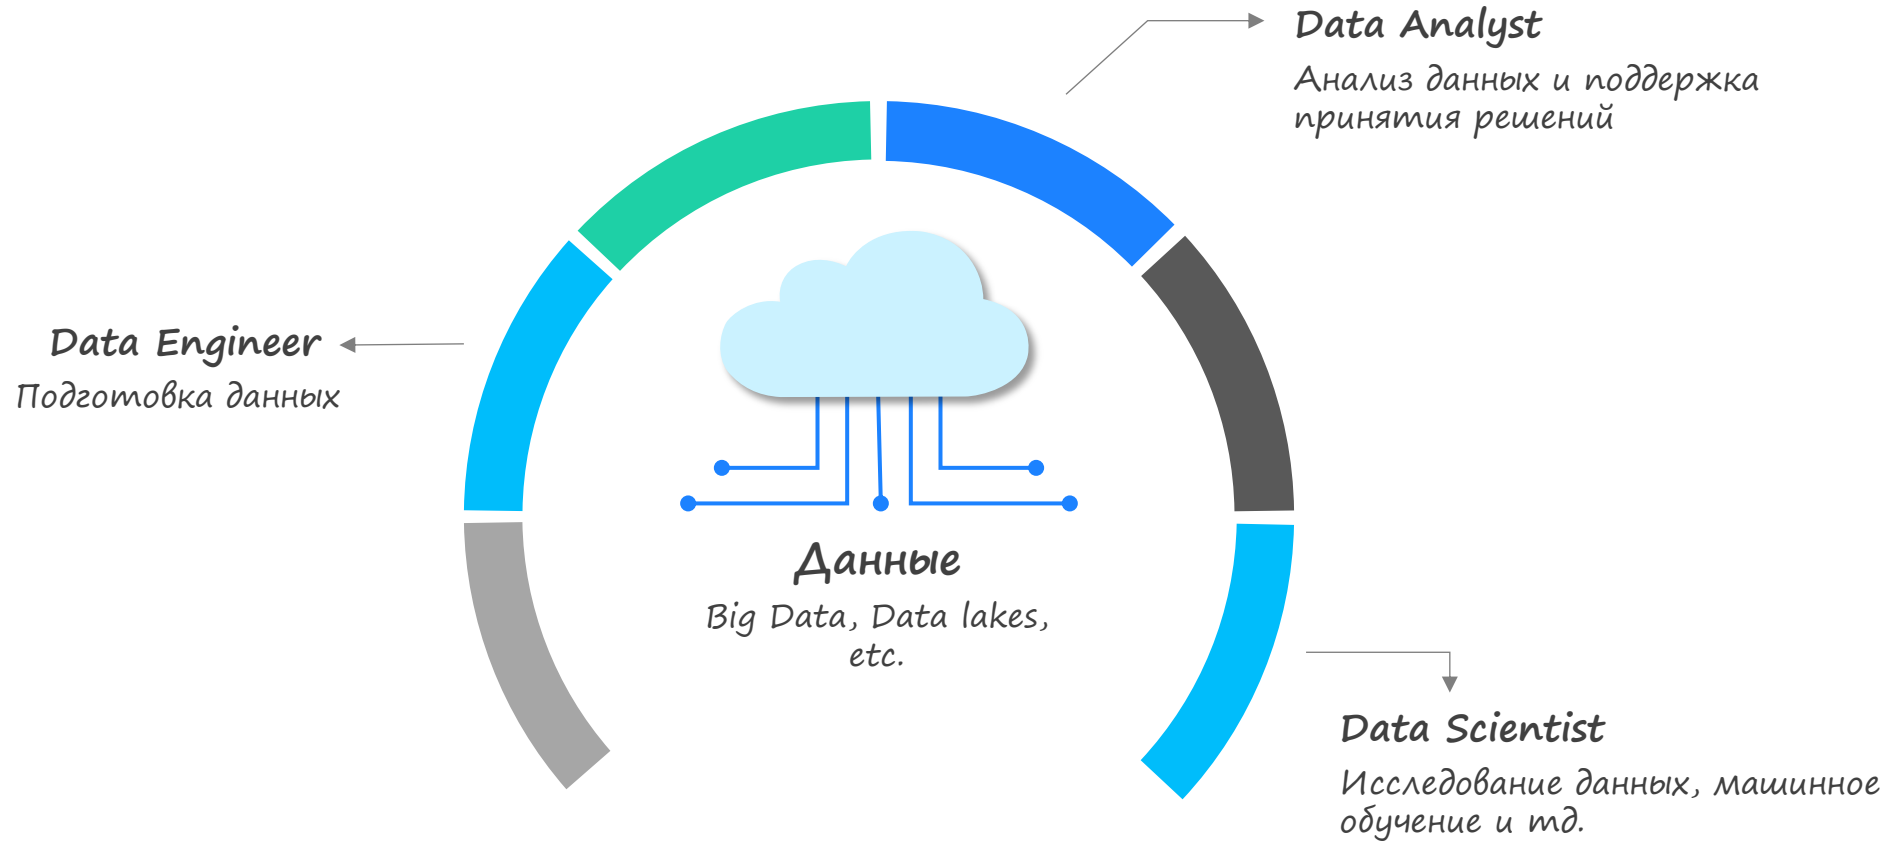 Data Analyst
Анализ данных и поддержка
принятия решений
Data Engineer
Подготовка данных
Данные
Big Data, Data lakes,
etc.
Data Scientist
Исследование данных, машинное
обучение и тд.